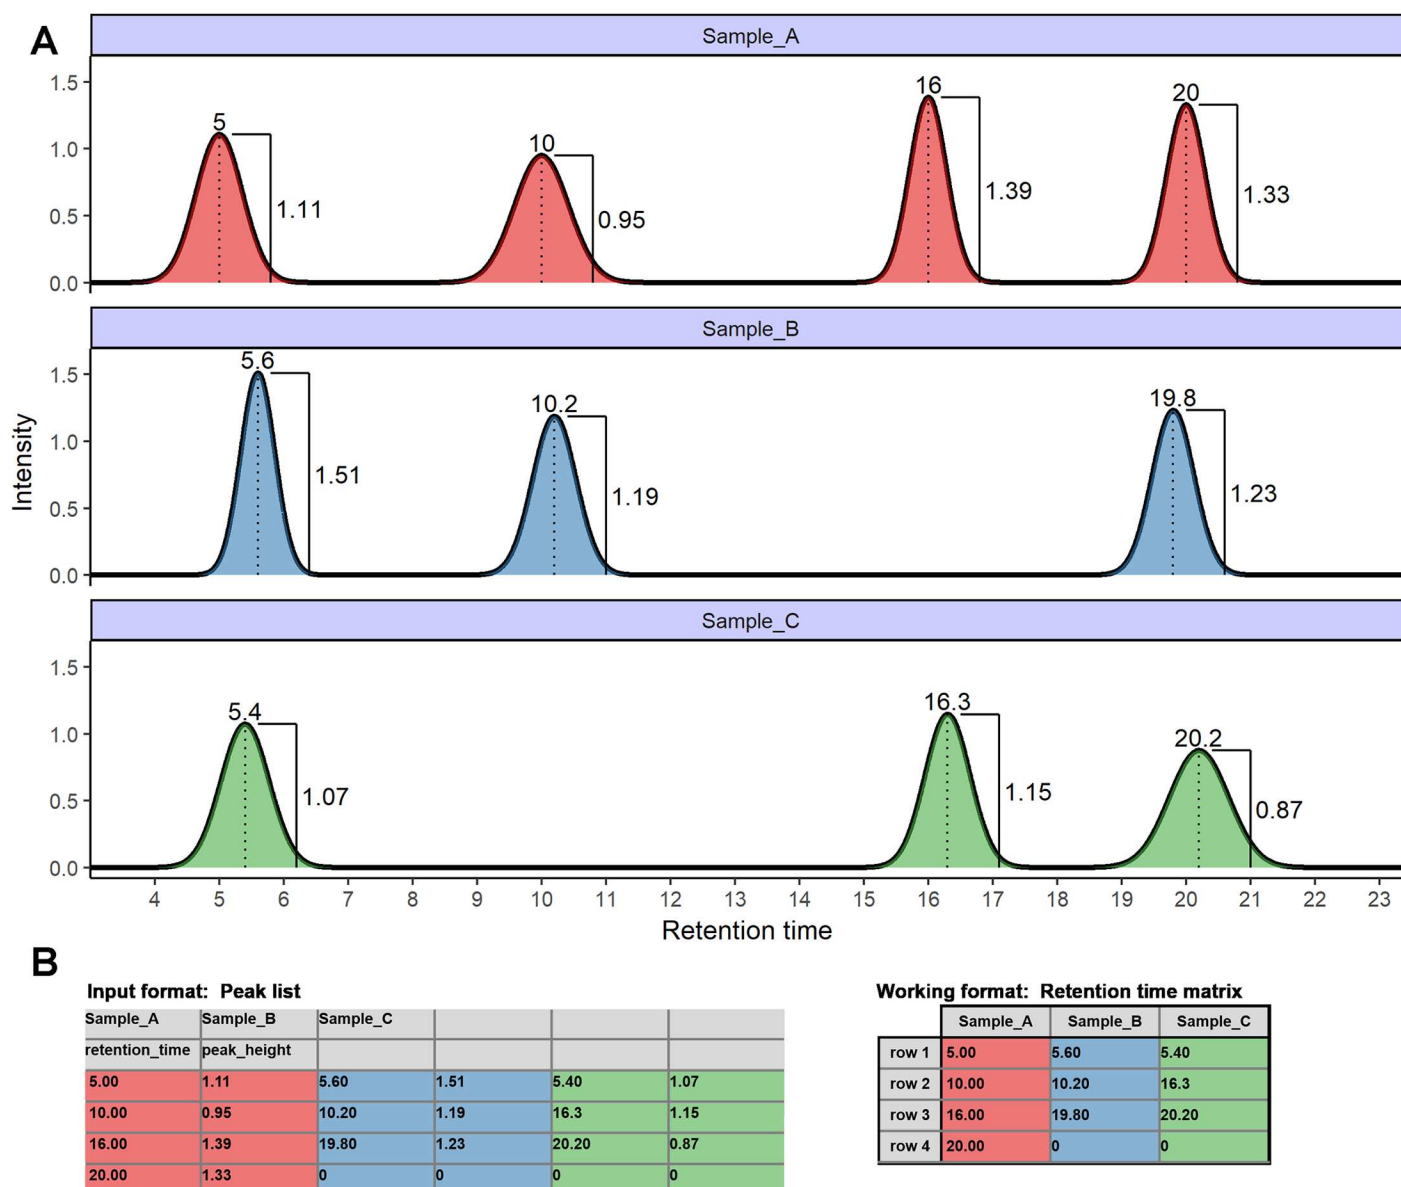 A
Sample_A
1.5
1.0
0.5
0.0
5
10
16
20
1.11
0.95
1.39
1.33
Sample_B
1.5
1.0
0.5
0.0
5.6
10.2
19.8
1.51
1.19
1.23
Intensity
Sample_C
1.5
1.0
0.5
0.0
5.4
16.3
20.2
1.07
1.15
0.87
4 5 6 7 8 9 10 11 12 13 14 15 16 17 18 19 20 21 22 23
Retention time
B
Input format: Peak list
Sample_A Sample_B Sample_C
retention_time peak_height
5.00 1.11 5.60 1.51 5.40 1.07
10.00 0.95 10.20 1.19 16.3 1.15
16.00 1.39 19.80 1.23 20.20 0.87
20.00 1.33 0 0 0 0
Working format: Retention time matrix
Sample_A Sample_B Sample_C
row 1 5.00 5.60 5.40
row 2 10.00 10.20 16.3
row 3 16.00 19.80 20.20
row 4 20.00 0 0